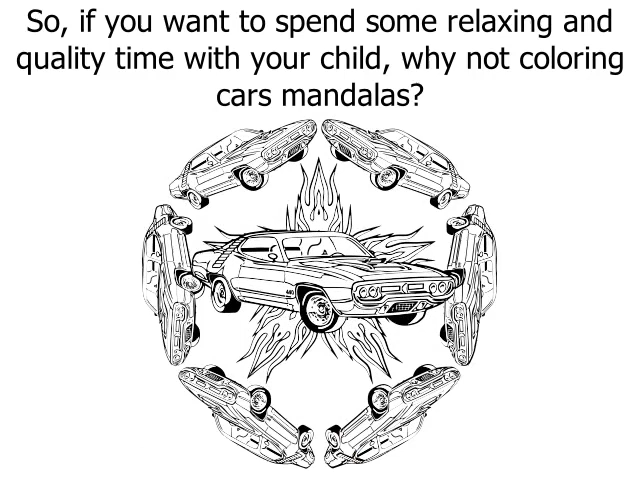 So, if you want to spend some relaxing and
quality time with your child, why not coloring
cars mandalas?
440